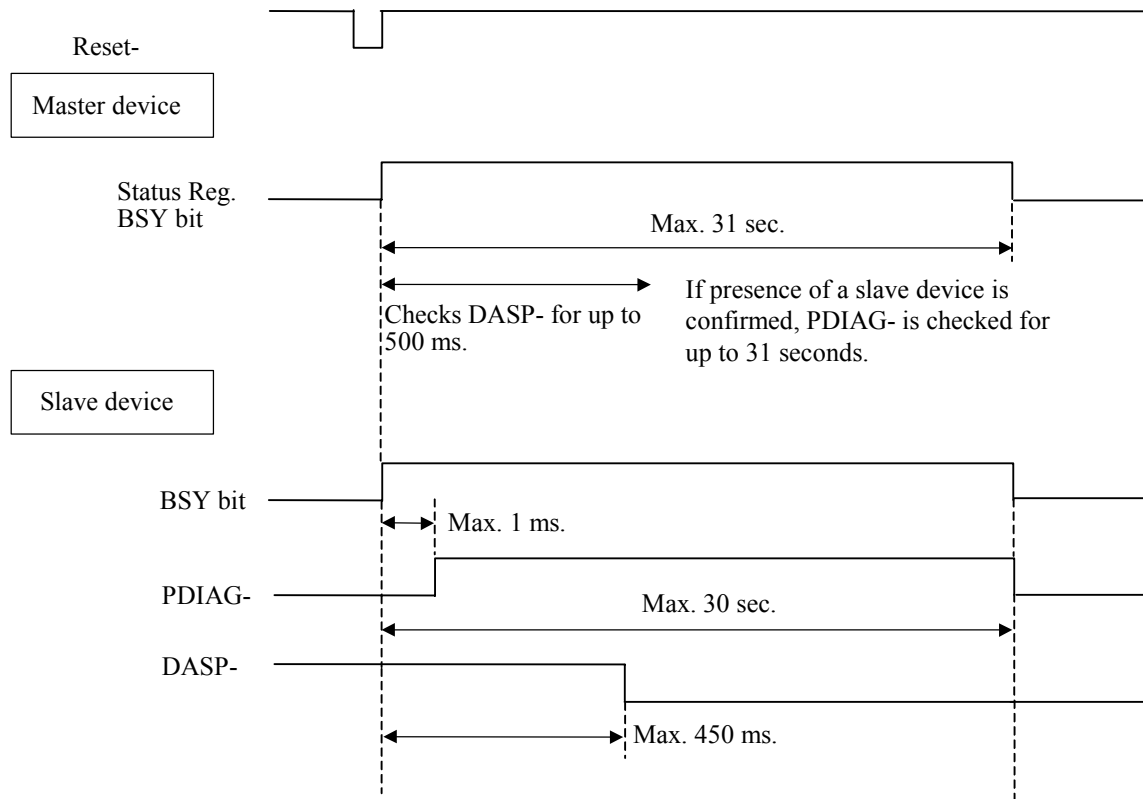 Reset-
Master device
Status Reg.
BSY bit
Max. 31 sec.
Checks DASP- for up to
500 ms.
If presence of a slave device is
confirmed, PDIAG- is checked for
up to 31 seconds.
Slave device
BSY bit
Max. 1 ms.
PDIAG-
Max. 30 sec.
DASP-
Max. 450 ms.